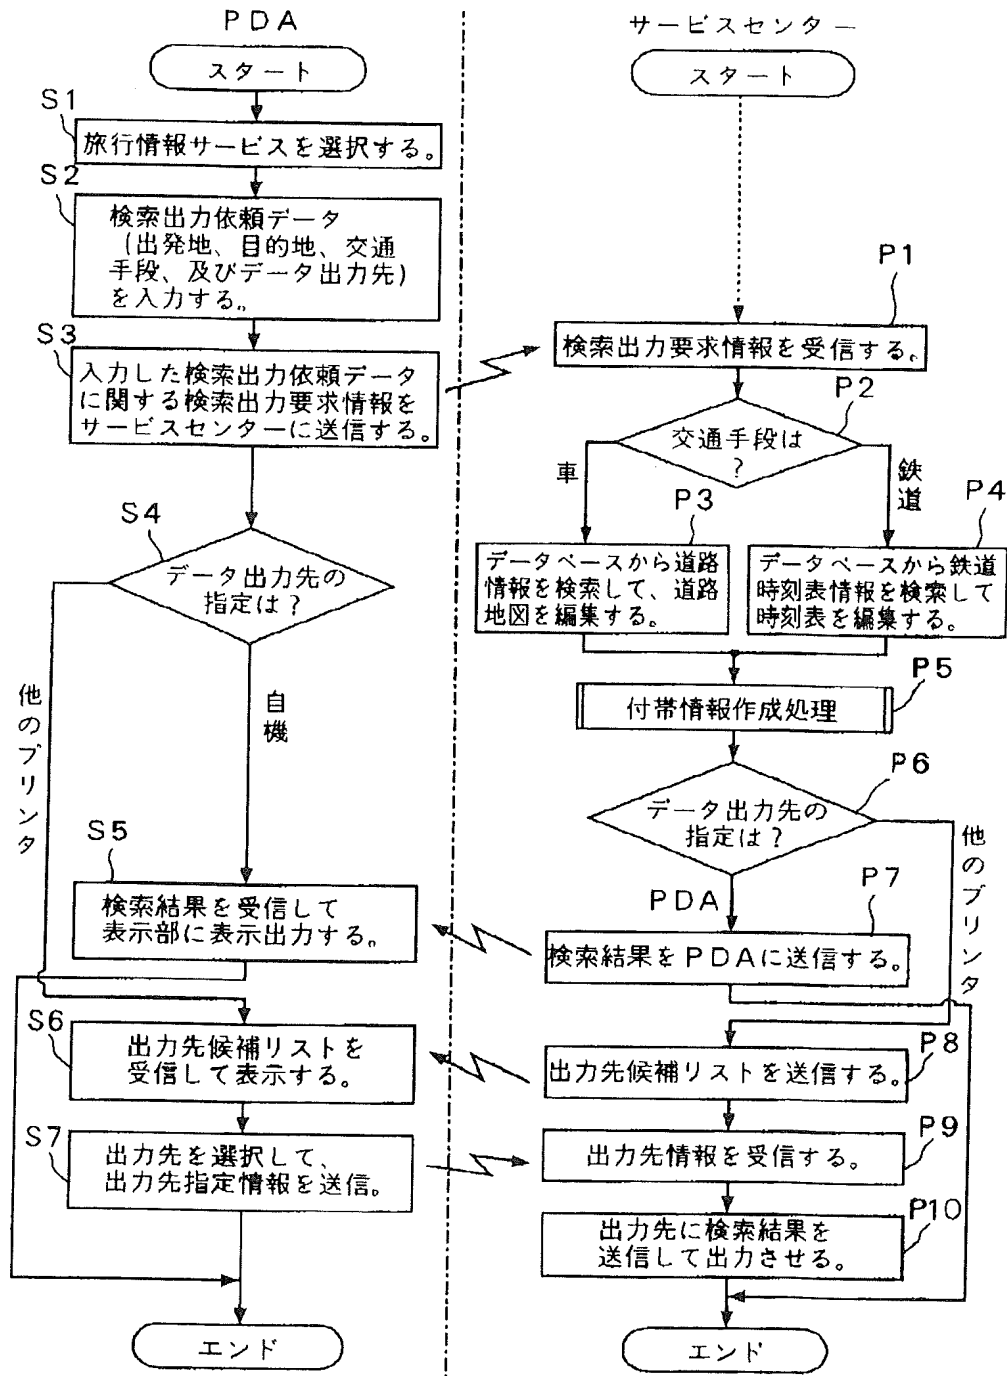 PDA
スタート
S1
旅行情報サービスを選択する。
S2
検索出力依頼データ
(出発地、目的地、交通
手段、及びデータ出力先)
を入力する。
S3
入力した検索出力依頼データ
に関する検索出力要求情報を
サービスセンターに送信する。
S4
データ出力先の
指定は?
他のプリンタ
自機
S5
検索結果を受信して
表示部に表示出力する。
S6
出力先候補リストを
受信して表示する。
S7
出力先を選択して、
出力先指定情報を送信。
エンド
サービスセンター
スタート
P1
検索出力要求情報を受信する。
P2
交通手段は
?
車
鉄道
P3
データベースから道路
情報を検索して、道路
地図を編集する。
P4
データベースから鉄道
時刻表情報を検索して
時刻表を編集する。
P5
付帯情報作成処理
P6
データ出力先の
指定は?
PDA
他のプリンタ
P7
検索結果をPDAに送信する。
P8
出力先候補リストを送信する。
P9
出力先情報を受信する。
P10
出力先に検索結果を
送信して出力させる。
エンド